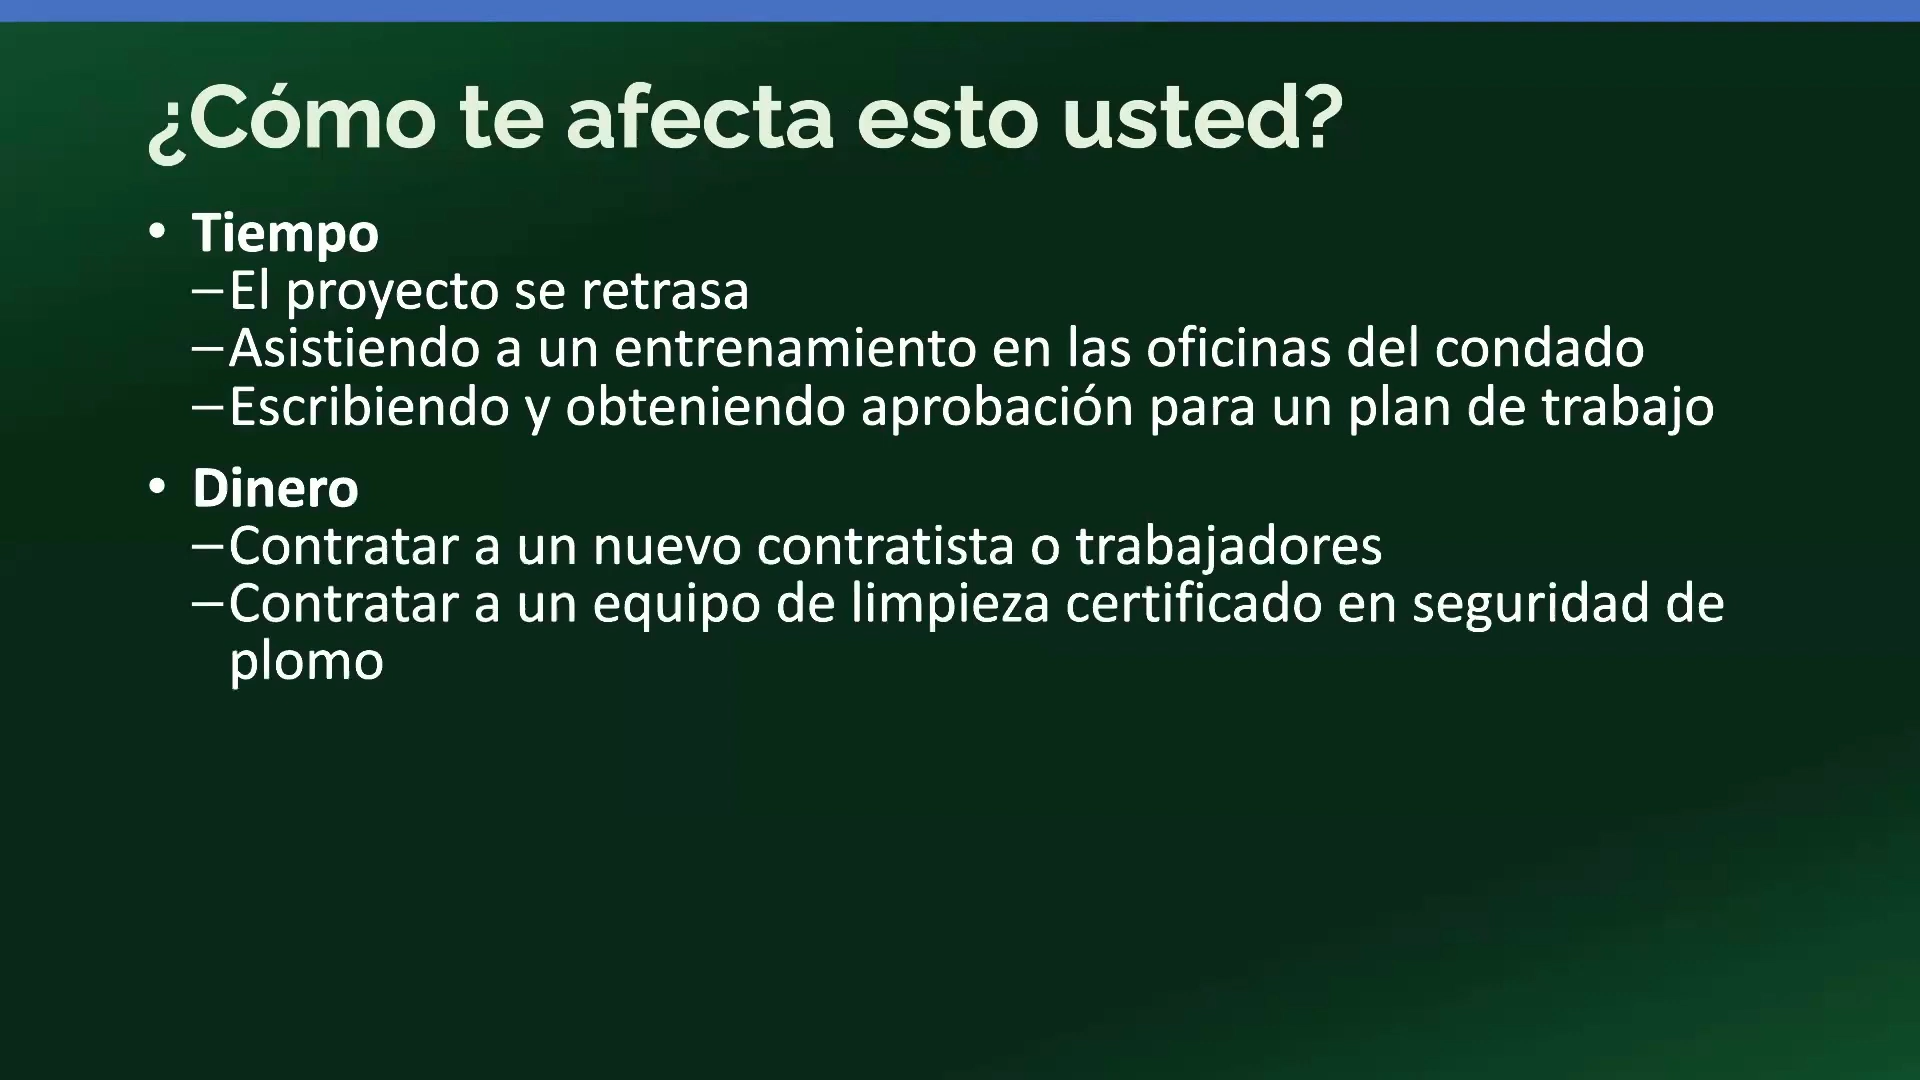 ¿Cómo te afecta esto usted?
• Tiempo
–El proyecto se retrasa
–Asistiendo a un entrenamiento en las oficinas del condado
–Escribiendo y obteniendo aprobación para un plan de trabajo
• Dinero
–Contratar a un nuevo contratista o trabajadores
–Contratar a un equipo de limpieza certificado en seguridad de
plomo